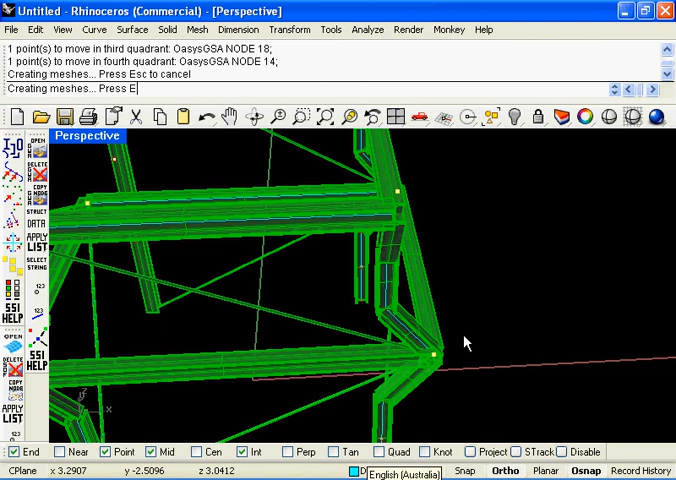 Untitled - Rhinoceros (Commercial) - [Perspective]
File Edit View Curve Surface Solid Mesh Dimension Transform Tools Analyze Render Monkey Help
1 point(s) to move in third quadrant: OasysGSA NODE 18;
1 point(s) to move in fourth quadrant: OasysGSA NODE 14;
Creating meshes... Press Esc to cancel
Creating meshes... Press E
Perspective
OPEN
DELETE
COPY NODE
STRUCT
DATA
APPLY LIST
SELECT STRING
123
123
SSI HELP
123
OPEN
SSI HELP
DELETE
COPY
APPLY LIST
123
z
x
End Near Point Mid Cen Int Perp Tan Quad Knot Project STrack Disable
CPlane x 3.2907 y -2.5096 z 3.0412 D Snap Ortho Planar Osnap Record History
English (Australia)